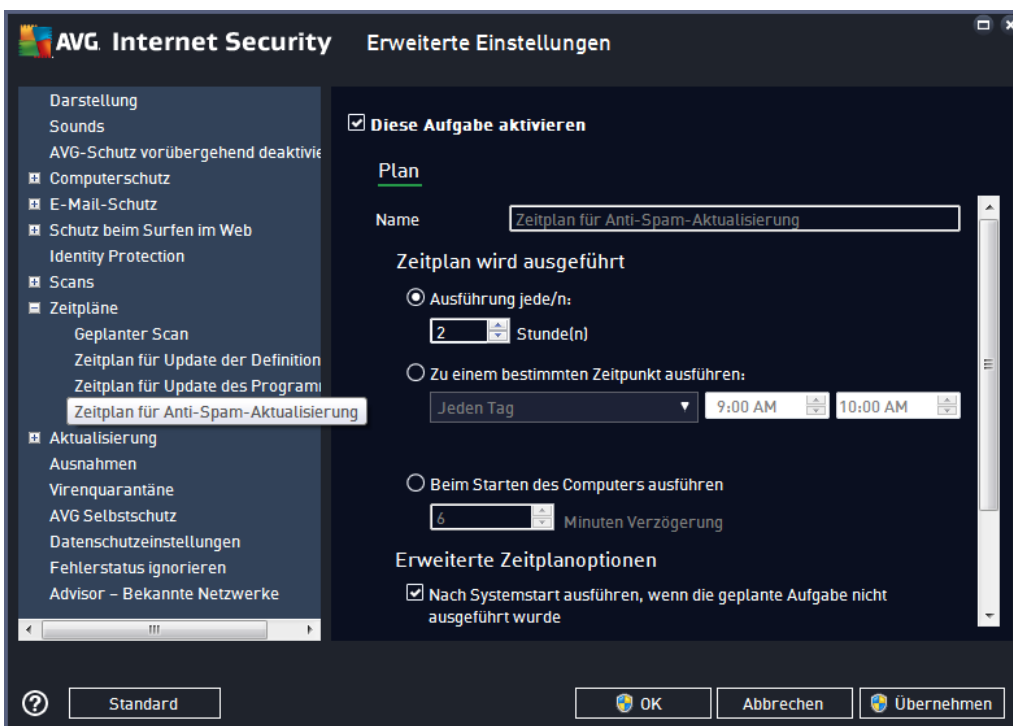 AVG. Internet Security Erweiterte Einstellungen
Darstellung
Sounds
AVG-Schutz vorübergehend deaktivie
Computerschutz
E-Mail-Schutz
Schutz beim Surfen im Web
Identity Protection
Scans
Zeitpläne
Geplanter Scan
Zeitplan für Update der Definition
Zeitplan für Update des Programm
Zeitplan für Anti-Spam-Aktualisierung
Aktualisierung
Ausnahmen
Virenquarantäne
AVG Selbstschutz
Datenschutzeinstellungen
Fehlerstatus ignorieren
Advisor – Bekannte Netzwerke
Diese Aufgabe aktivieren
Plan
Name Zeitplan für Anti-Spam-Aktualisierung
Zeitplan wird ausgeführt
Ausführung jede/n:
2 Stunde(n)
Zu einem bestimmten Zeitpunkt ausführen:
Jeden Tag 9:00 AM 10:00 AM
Beim Starten des Computers ausführen
6 Minuten Verzögerung
Erweiterte Zeitplanoptionen
Nach Systemstart ausführen, wenn die geplante Aufgabe nicht
ausgeführt wurde
? Standard OK Abbrechen Übernehmen